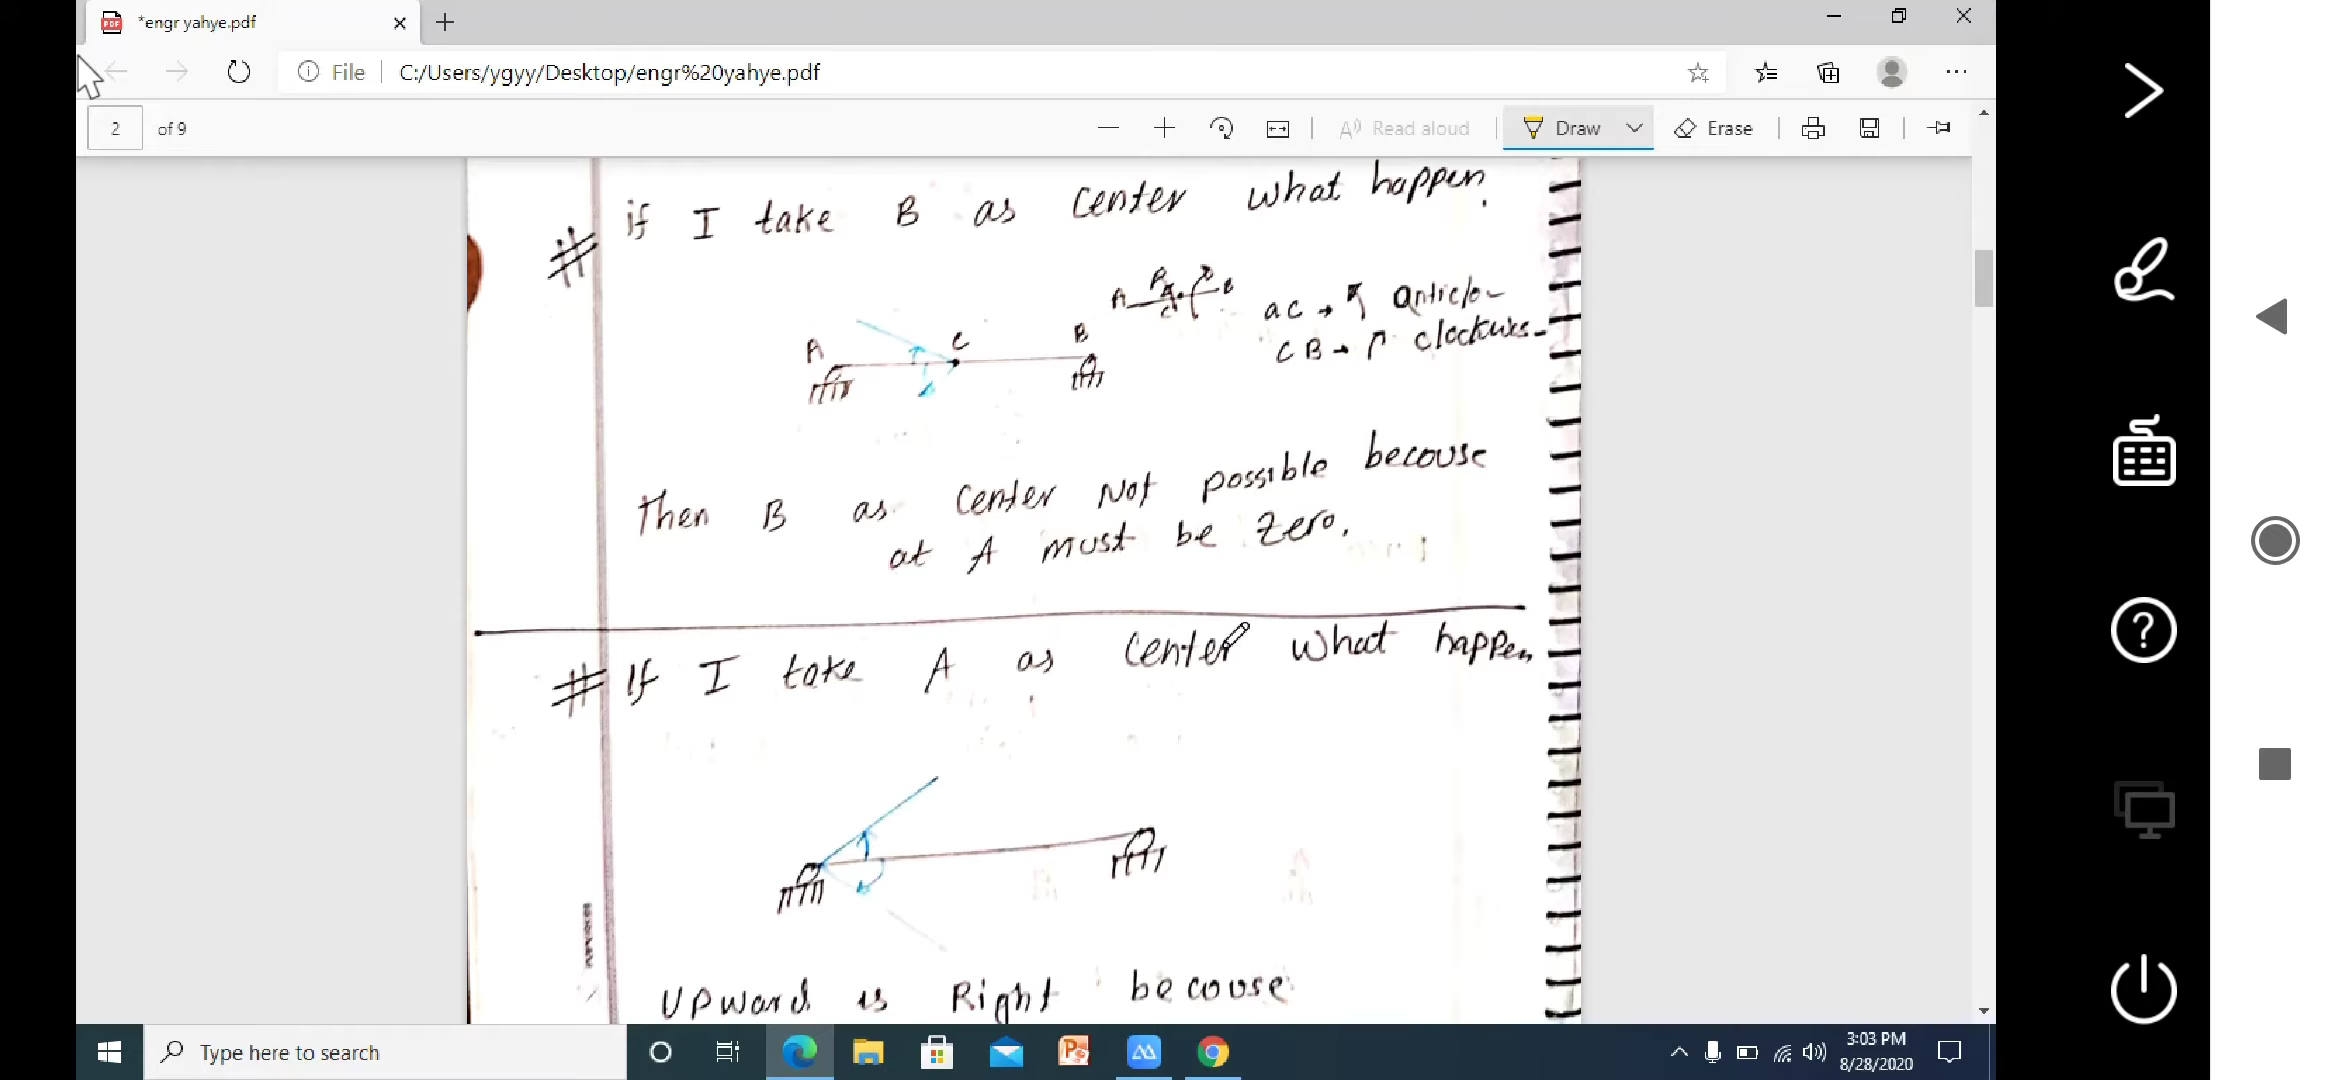 *engr yahye.pdf
File
C:/Users/ygyy/Desktop/engr%20yahye.pdf
2 of 9
Read aloud
Draw
Erase
# if I take B as Center what happen.
aC → anticlo-
CB → clockwis-
A C B
Then B as Center Not possible becouse
at A must be Zero.
# If I take A as Center what happen
Upward is Right becouse
Type here to search
3:03 PM
8/28/2020